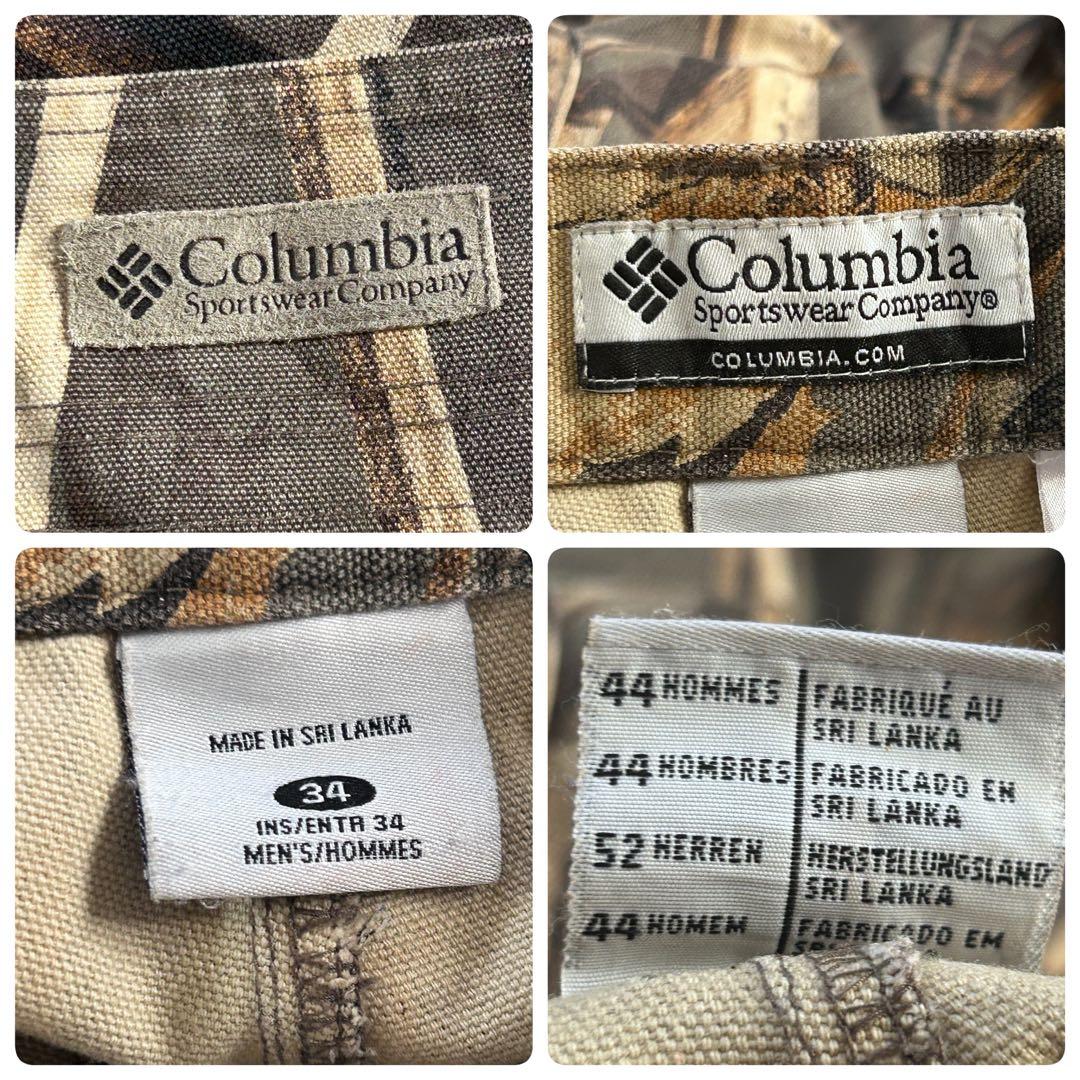 Columbia
Sportswear Company
Columbia
Sportswear Company®
COLUMBIA.COM
MADE IN SRI LANKA
34
INS/ENTR 34
MEN'S/HOMMES
44 HOMMES
FABRIQUÉ AU
SRI LANKA
44 HOMBRES
FABRICADO EN
SRI LANKA
52 HERREN
HERSTELLUNGSLAND
SRI LANKA
44 HOMEM
FABRICADO EM